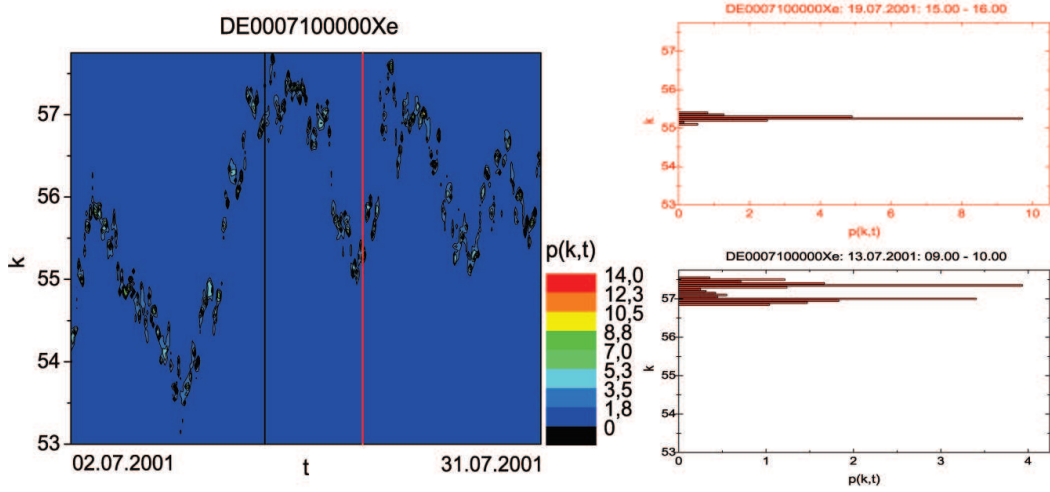 DE0007100000Xe
k
57
56
55
54
53
02.07.2001
t
31.07.2001
p(k,t)
14,0
12,3
10,5
8,8
7,0
5,3
3,5
1,8
0
DE0007100000Xe: 19.07.2001: 15.00 - 16.00
k
57
55
55
54
53
0 2 4 6 8 10
p(k,t)
DE0007100000Xe: 13.07.2001: 09.00 - 10.00
k
57
55
55
54
53
0 1 2 3 4
p(k,t)